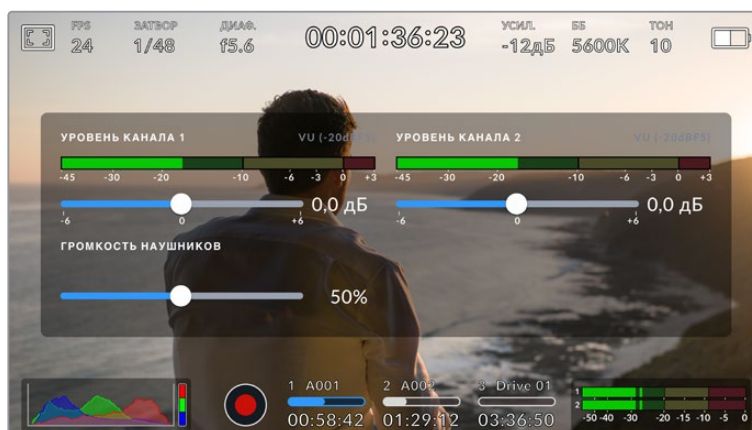 FPS ЗАТВОР ДИАФ. УСИЛ. ББ ТОН
24 1/48 f5.6 00:01:36:23 -12дБ 5600K 10
УРОВЕНЬ КАНАЛА 1 VU (-20dBFS) УРОВЕНЬ КАНАЛА 2 VU (-20dBFS)
-45 -30 -20 -10 -6 -3 0 +3 -45 -30 -20 -10 -6 -3 0 +3
0,0 дБ 0,0 дБ
-6 0 +6 -6 0 +6
ГРОМКОСТЬ НАУШНИКОВ
50%
1 A001 2 A002 3 Drive 01
1
2
00:58:42 01:29:12 03:36:50 -50 -40 -30 -20 -15 -10 -5 0